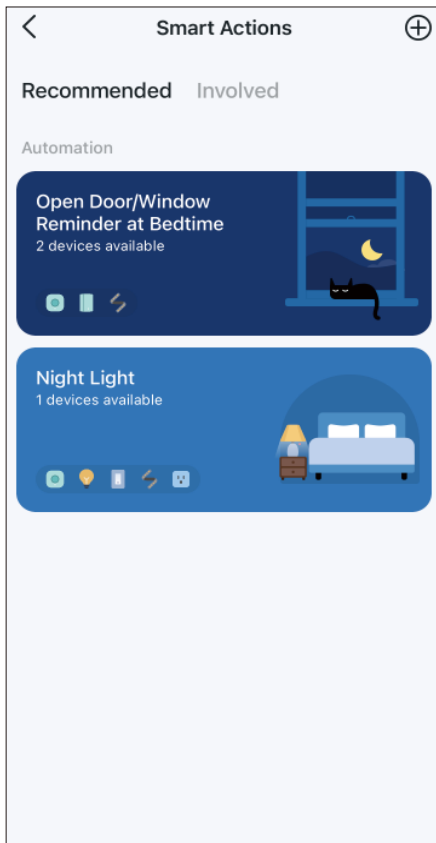 Smart Actions
Recommended Involved
Automation
Open Door/Window
Reminder at Bedtime
2 devices available
Night Light
1 devices available